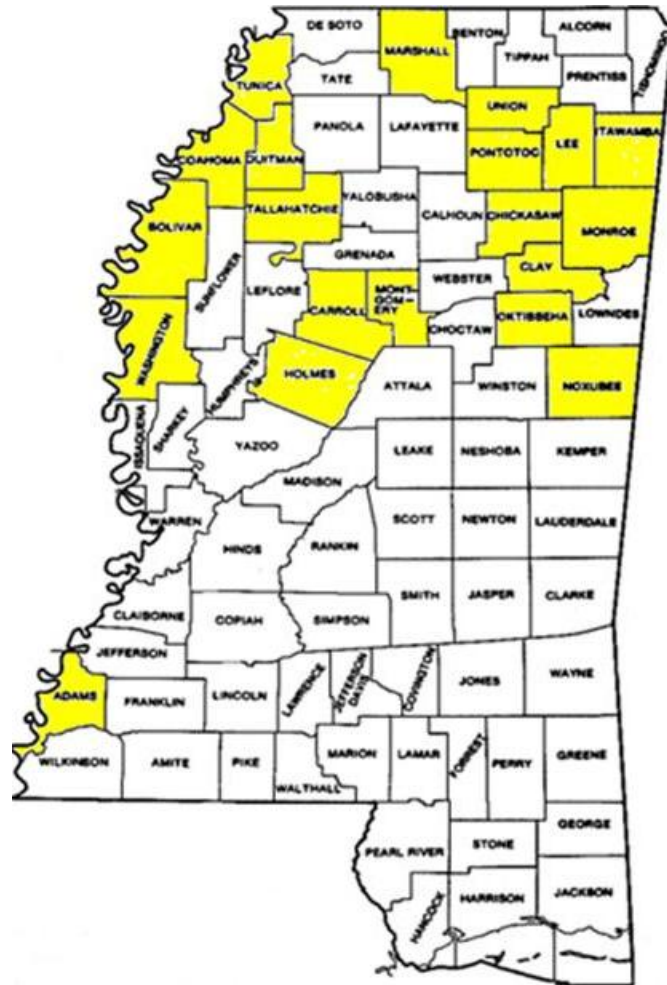 DE SOTO
MARSHALL
BENTON
TIPPAH
ALCORN
TISHOMINGO
TUNICA
TATE
PRENTISS
UNION
PANOLA
LAFAYETTE
ITAWAMBA
LEE
COAHOMA
QUITMAN
PONTOTOC
TALLAHATCHIE
YALOBUSHA
CALHOUN
CHICKASAW
BOLIVAR
MONROE
GRENADA
CLAY
SUNFLOWER
LEFLORE
WEBSTER
MONT
GOM-
ERY
CARROLL
OKTIBBEHA
LOWNDES
CHOCTAW
WASHINGTON
HUMPHREYS
HOLMES
ATTALA
WINSTON
NOXUBEE
ISSAQUENA
SHARKEY
YAZOO
LEAKE
NESHOBA
KEMPER
MADISON
WARREN
HINDS
RANKIN
SCOTT
NEWTON
LAUDERDALE
CLAIBORNE
COPIAH
SIMPSON
SMITH
JASPER
CLARKE
JEFFERSON
ADAMS
FRANKLIN
LINCOLN
LAWRENCE
JEFFERSON
DAVIS
COVINGTON
JONES
WAYNE
WILKINSON
AMITE
PIKE
WALTHALL
MARION
LAMAR
FORREST
PERRY
GREENE
PEARL RIVER
STONE
GEORGE
HANCOCK
HARRISON
JACKSON